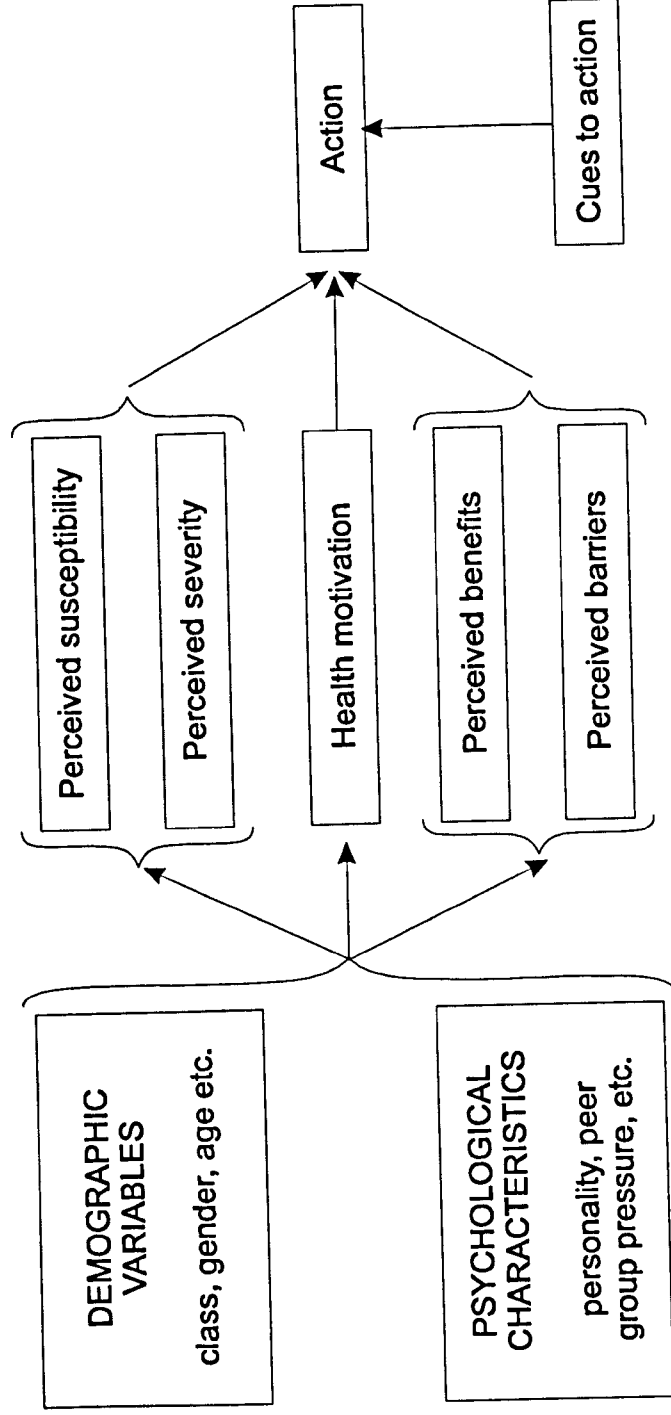 DEMOGRAPHIC
VARIABLES
class, gender, age etc.
PSYCHOLOGICAL
CHARACTERISTICS
personality, peer
group pressure, etc.
Perceived susceptibility
Perceived severity
Health motivation
Perceived benefits
Perceived barriers
Action
Cues to action